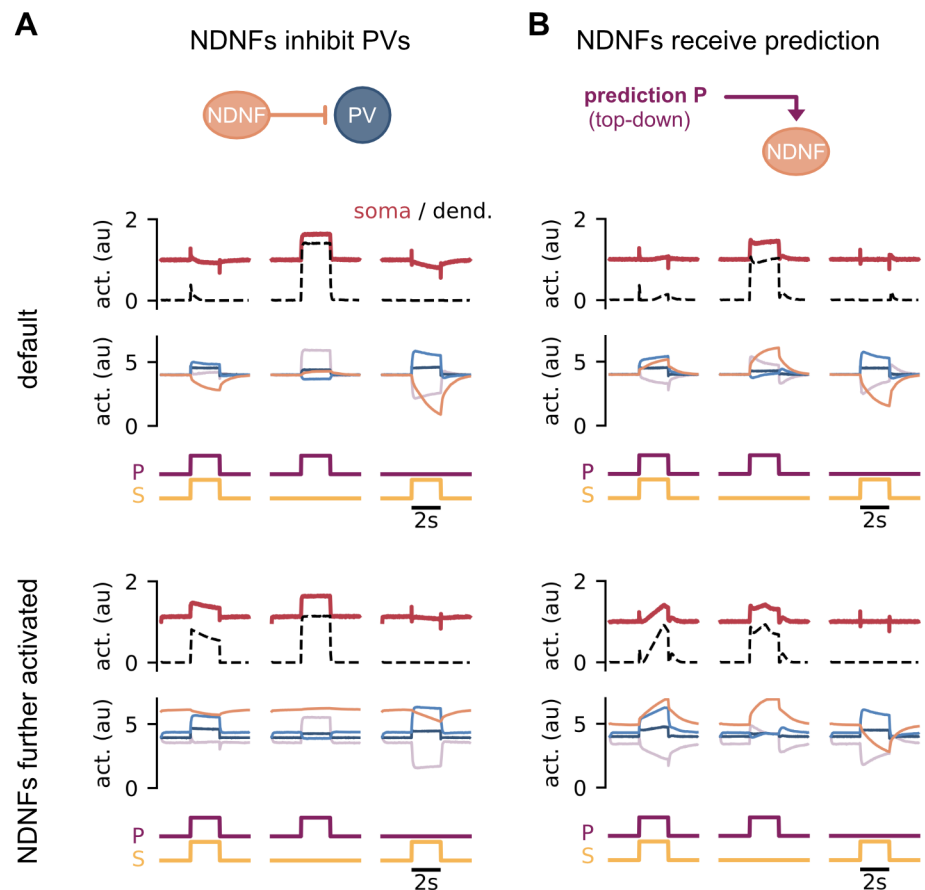 A
NDNFs inhibit PVs
NDNF
PV
default
soma / dend.
act. (au)
2
0
act. (au)
5
0
P
S
2s
NDNFs further activated
act. (au)
2
0
act. (au)
5
0
P
S
2s
B
NDNFs receive prediction
prediction P
(top-down)
NDNF
act. (au)
2
0
act. (au)
5
0
P
S
2s
act. (au)
2
0
act. (au)
5
0
P
S
2s